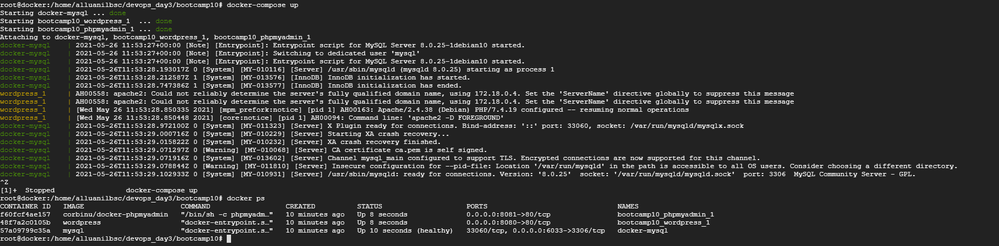 root@docker:/home/alluanilbsc/devops_day3/bootcamp10# docker-compose up
Starting docker-mysql ... done
Starting bootcamp10_wordpress_1  ... done
Starting bootcamp10_phpmyadmin_1 ... done
Attaching to docker-mysql, bootcamp10_wordpress_1, bootcamp10_phpmyadmin_1
docker-mysql    | 2021-05-26 11:53:27+00:00 [Note] [Entrypoint]: Entrypoint script for MySQL Server 8.0.25-1debian10 started.
docker-mysql    | 2021-05-26 11:53:27+00:00 [Note] [Entrypoint]: Switching to dedicated user 'mysql'
docker-mysql    | 2021-05-26 11:53:27+00:00 [Note] [Entrypoint]: Entrypoint script for MySQL Server 8.0.25-1debian10 started.
docker-mysql    | 2021-05-26T11:53:28.193017Z 0 [System] [MY-010116] [Server] /usr/sbin/mysqld (mysqld 8.0.25) starting as process 1
docker-mysql    | 2021-05-26T11:53:28.212587Z 1 [System] [MY-013576] [InnoDB] InnoDB initialization has started.
docker-mysql    | 2021-05-26T11:53:28.747386Z 1 [System] [MY-013577] [InnoDB] InnoDB initialization has ended.
wordpress_1     | AH00558: apache2: Could not reliably determine the server's fully qualified domain name, using 172.18.0.4. Set the 'ServerName' directive globally to suppress this message
wordpress_1     | AH00558: apache2: Could not reliably determine the server's fully qualified domain name, using 172.18.0.4. Set the 'ServerName' directive globally to suppress this message
wordpress_1     | [Wed May 26 11:53:28.850335 2021] [mpm_prefork:notice] [pid 1] AH00163: Apache/2.4.38 (Debian) PHP/7.4.19 configured -- resuming normal operations
wordpress_1     | [Wed May 26 11:53:28.850448 2021] [core:notice] [pid 1] AH00094: Command line: 'apache2 -D FOREGROUND'
docker-mysql    | 2021-05-26T11:53:28.972100Z 0 [System] [MY-011323] [Server] X Plugin ready for connections. Bind-address: '::' port: 33060, socket: /var/run/mysqld/mysqlx.sock
docker-mysql    | 2021-05-26T11:53:29.000716Z 0 [System] [MY-010229] [Server] Starting XA crash recovery...
docker-mysql    | 2021-05-26T11:53:29.015822Z 0 [System] [MY-010232] [Server] XA crash recovery finished.
docker-mysql    | 2021-05-26T11:53:29.071297Z 0 [Warning] [MY-010068] [Server] CA certificate ca.pem is self signed.
docker-mysql    | 2021-05-26T11:53:29.071916Z 0 [System] [MY-013602] [Server] Channel mysql_main configured to support TLS. Encrypted connections are now supported for this channel.
docker-mysql    | 2021-05-26T11:53:29.078844Z 0 [Warning] [MY-011810] [Server] Insecure configuration for --pid-file: Location '/var/run/mysqld' in the path is accessible to all OS users. Consider choosing a different directory.
docker-mysql    | 2021-05-26T11:53:29.102933Z 0 [System] [MY-010931] [Server] /usr/sbin/mysqld: ready for connections. Version: '8.0.25'  socket: '/var/run/mysqld/mysqld.sock'  port: 3306  MySQL Community Server - GPL.
^Z
[1]+  Stopped                 docker-compose up
root@docker:/home/alluanilbsc/devops_day3/bootcamp10# docker ps
CONTAINER ID   IMAGE                       COMMAND                  CREATED          STATUS                    PORTS                               NAMES
f60fcf4ae157   corbinu/docker-phpmyadmin   "/bin/sh -c phpmyadm…"   10 minutes ago   Up 8 seconds              0.0.0.0:8081->80/tcp                bootcamp10_phpmyadmin_1
48f7a2c0105b   wordpress                   "docker-entrypoint.s…"   10 minutes ago   Up 8 seconds              0.0.0.0:8080->80/tcp                bootcamp10_wordpress_1
57a09799c35a   mysql                       "docker-entrypoint.s…"   10 minutes ago   Up 10 seconds (healthy)   33060/tcp, 0.0.0.0:6033->3306/tcp   docker-mysql
root@docker:/home/alluanilbsc/devops_day3/bootcamp10#